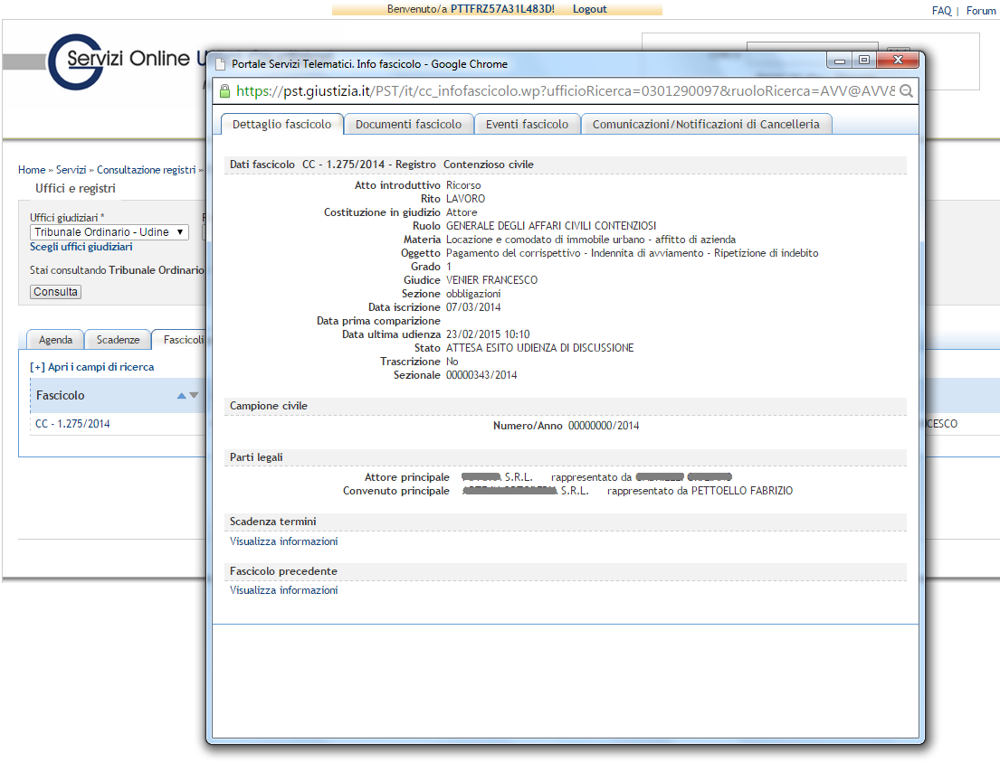 Benvenuto/a PTTFRZ57A31L483D! Logout
FAQ | Forum
Servizi Online U
Portale Servizi Telematici. Info fascicolo - Google Chrome
https://pst.giustizia.it/PST/it/cc_infofascicolo.wp?ufficioRicerca=0301290097&ruoloRicerca=AVV@AVV&
Dettaglio fascicolo Documenti fascicolo Eventi fascicolo Comunicazioni/Notificazioni di Cancelleria
Home » Servizi » Consultazione registri »
Uffici e registri
Uffici giudiziari *
Tribunale Ordinario - Udine
Scegli uffici giudiziari
Stai consultando Tribunale Ordinario
Consulta
Agenda Scadenze Fascicoli
[+] Apri i campi di ricerca
Fascicolo
CC - 1.275/2014
CESCO
Dati fascicolo CC - 1.275/2014 - Registro Contenzioso civile
Atto introduttivo Ricorso
Rito LAVORO
Costituzione in giudizio Attore
Ruolo GENERALE DEGLI AFFARI CIVILI CONTENZIOSI
Materia Locazione e comodato di immobile urbano - affitto di azienda
Oggetto Pagamento del corrispettivo - Indennita di avviamento - Ripetizione di indebito
Grado 1
Giudice VENIER FRANCESCO
Sezione obbligazioni
Data iscrizione 07/03/2014
Data prima comparizione
Data ultima udienza 23/02/2015 10:10
Stato ATTESA ESITO UDIENZA DI DISCUSSIONE
Trascrizione No
Sezionale 00000343/2014
Campione civile
Numero/Anno 00000000/2014
Parti legali
Attore principale S.R.L. rappresentato da
Convenuto principale S.R.L. rappresentato da PETTOELLO FABRIZIO
Scadenza termini
Visualizza informazioni
Fascicolo precedente
Visualizza informazioni